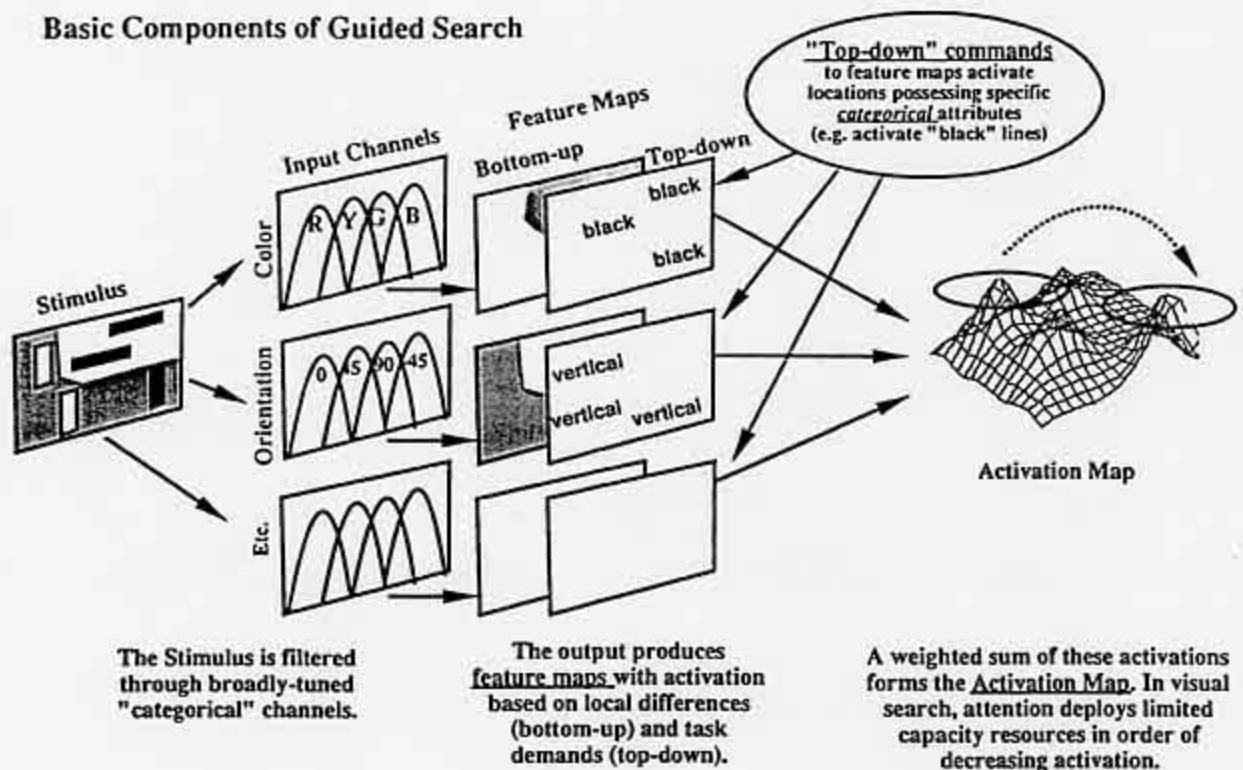 Basic Components of Guided Search
"Top-down" commands
to feature maps activate
locations possessing specific
categorical attributes
(e.g. activate "black" lines)
Feature Maps
Input Channels
Bottom-up
Top-down
Stimulus
Color
R Y G B
black
black
black
Orientation
0 45 90 -45
vertical
vertical
vertical
Etc.
Activation Map
The Stimulus is filtered
through broadly-tuned
"categorical" channels.
The output produces
feature maps with activation
based on local differences
(bottom-up) and task
demands (top-down).
A weighted sum of these activations
forms the Activation Map. In visual
search, attention deploys limited
capacity resources in order of
decreasing activation.